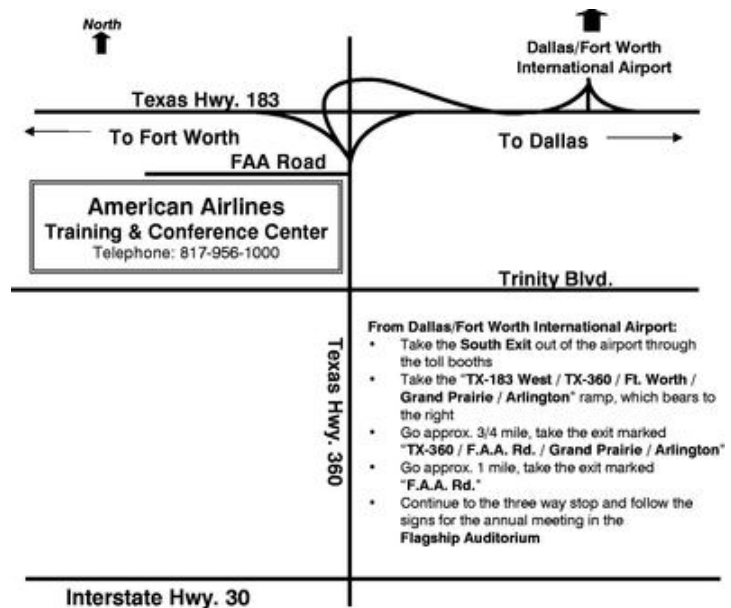 North
Dallas/Fort Worth
International Airport
Texas Hwy. 183
To Fort Worth
To Dallas
FAA Road
American Airlines
Training & Conference Center
Telephone: 817-956-1000
Trinity Blvd.
Texas Hwy. 360
From Dallas/Fort Worth International Airport:
• Take the South Exit out of the airport through
the toll booths
• Take the "TX-183 West / TX-360 / Ft. Worth /
Grand Prairie / Arlington" ramp, which bears to
the right
• Go approx. 3/4 mile, take the exit marked
"TX-360 / F.A.A. Rd. / Grand Prairie / Arlington"
• Go approx. 1 mile, take the exit marked
"F.A.A. Rd."
• Continue to the three way stop and follow the
signs for the annual meeting in the
Flagship Auditorium
Interstate Hwy. 30